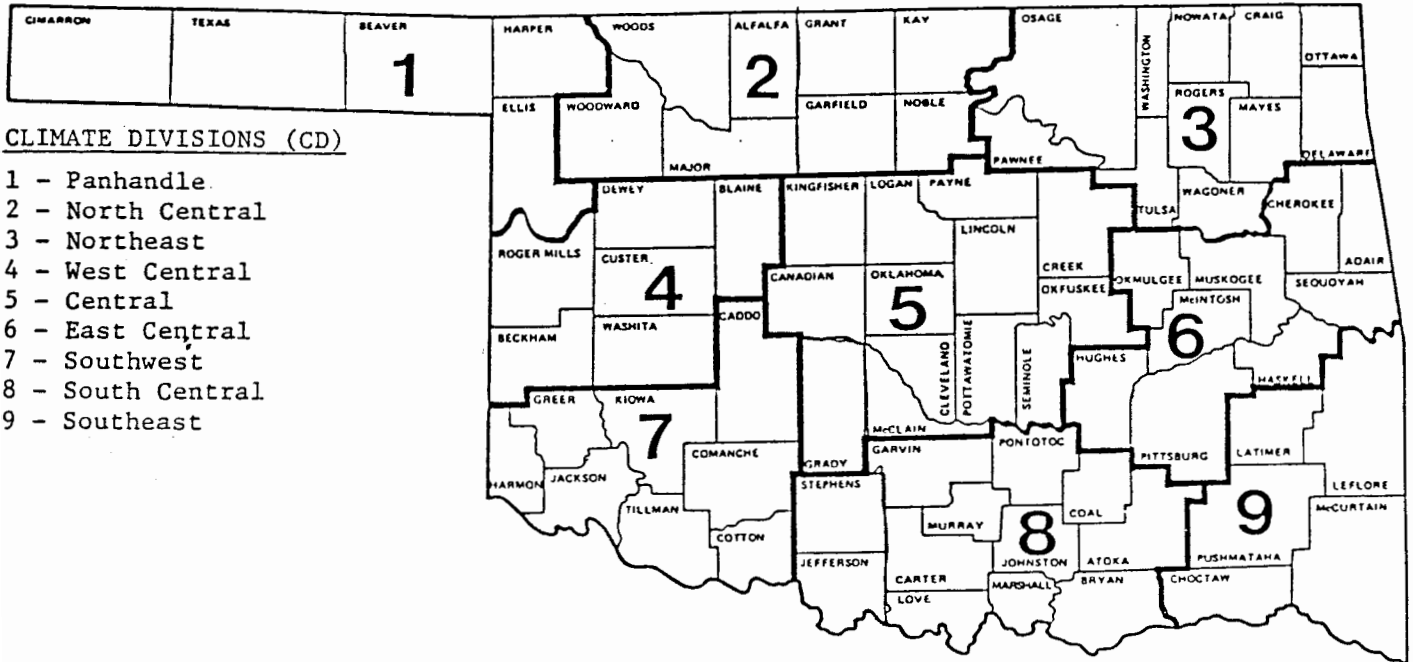 CIMARRON
TEXAS
BEAVER
HARPER
WOODS
ALFALFA
GRANT
KAY
OSAGE
NOWATA
CRAIG
OTTAWA
WASHINGTON
1
2
3
ELLIS
WOODWARD
GARFIELD
NOBLE
ROGERS
MAYES
CLIMATE DIVISIONS (CD)
1 - Panhandle
2 - North Central
3 - Northeast
4 - West Central
5 - Central
6 - East Central
7 - Southwest
8 - South Central
9 - Southeast
MAJOR
PAWNEE
DELAWARE
DEWEY
BLAINE
KINGFISHER
LOGAN
PAYNE
TULSA
WAGONER
CHEROKEE
LINCOLN
ROGER MILLS
CUSTER
CANADIAN
OKLAHOMA
CREEK
OKMULGEE
MUSKOGEE
ADAIR
SEQUOYAH
OKFUSKEE
McINTOSH
4
5
6
CADDO
WASHITA
BECKHAM
CLEVELAND
POTTAWATOMIE
SEMINOLE
HUGHES
HASKELL
GREER
KIOWA
7
McCLAIN
GARVIN
PONTOTOC
COMANCHE
GRADY
PITTSBURG
LATIMER
HARMON
JACKSON
STEPHENS
LEFLORE
TILLMAN
COAL
McCURTAIN
MURRAY
8
9
COTTON
JEFFERSON
JOHNSTON
ATOKA
PUSHMATAHA
CARTER
MARSHALL
BRYAN
CHOCTAW
LOVE